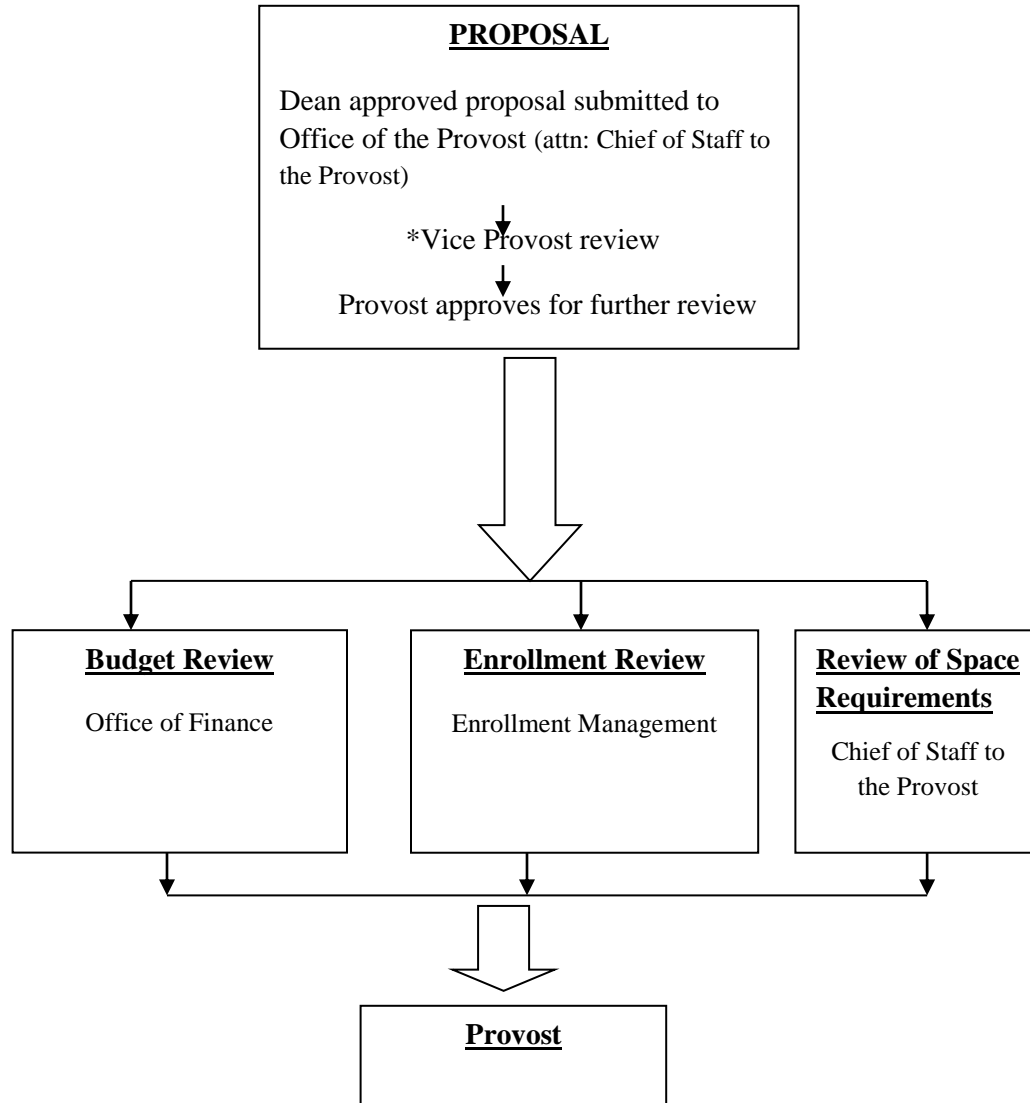 PROPOSAL
Dean approved proposal submitted to
Office of the Provost (attn: Chief of Staff to
the Provost)
*Vice Provost review
Provost approves for further review
Budget Review
Office of Finance
Enrollment Review
Enrollment Management
Review of Space
Requirements
Chief of Staff to
the Provost
Provost